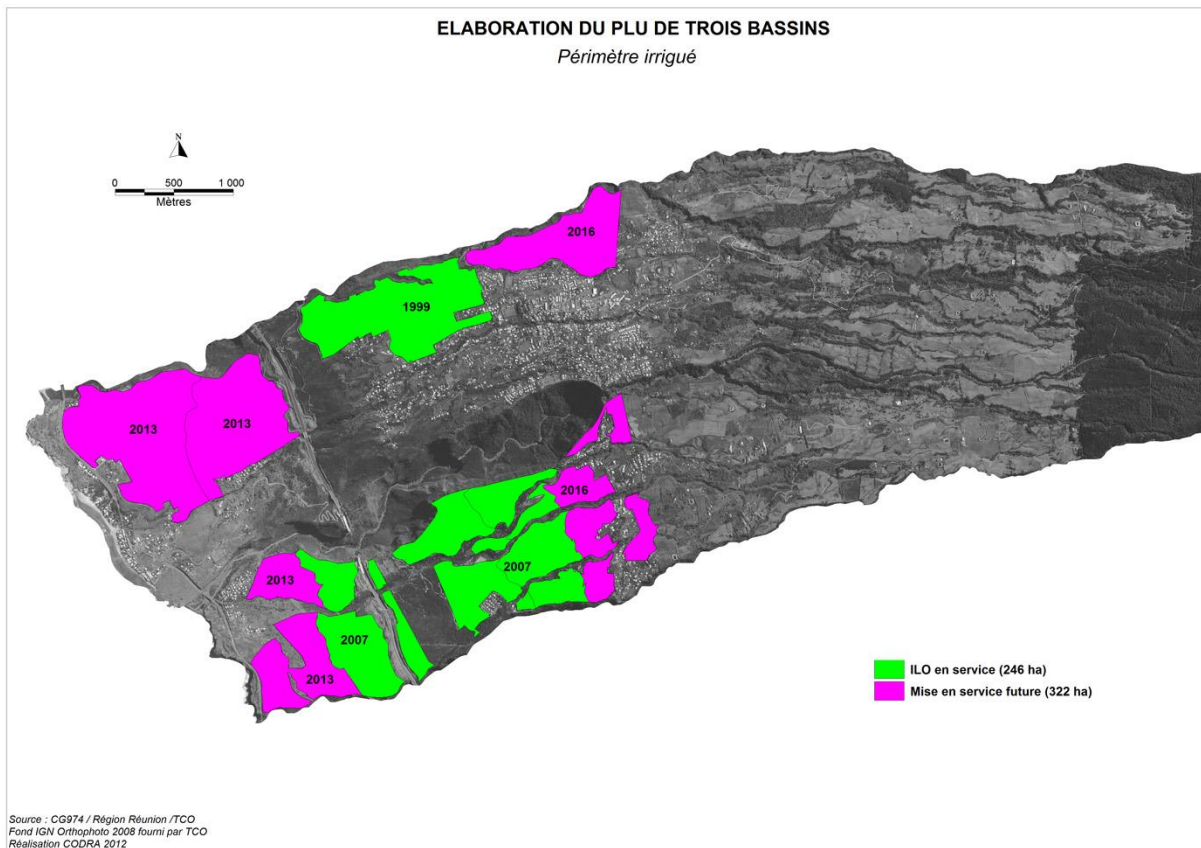 ELABORATION DU PLU DE TROIS BASSINS
Périmètre irrigué
N
0 500 1 000
Mètres
2016
1999
2013
2013
2016
2007
2013
2007
2013
ILO en service (246 ha)
Mise en service future (322 ha)
Source : CG974 / Région Réunion /TCO
Fond IGN Orthophoto 2008 fourni par TCO
Réalisation CODRA 2012